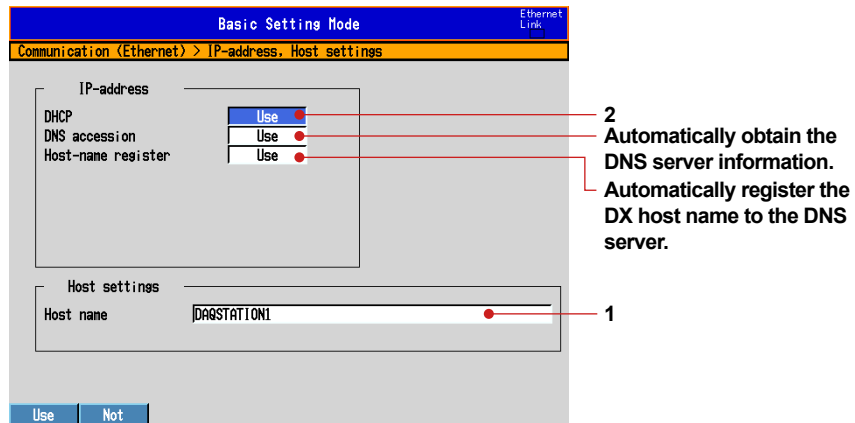 Basic Setting Mode
Ethernet
Link
Communication (Ethernet) > IP-address, Host settings
IP-address
DHCP Use
DNS accession Use
Host-name register Use
2
Automatically obtain the
DNS server information.
Automatically register the
DX host name to the DNS
server.
Host settings
Host name DAQSTATION1
1
Use Not